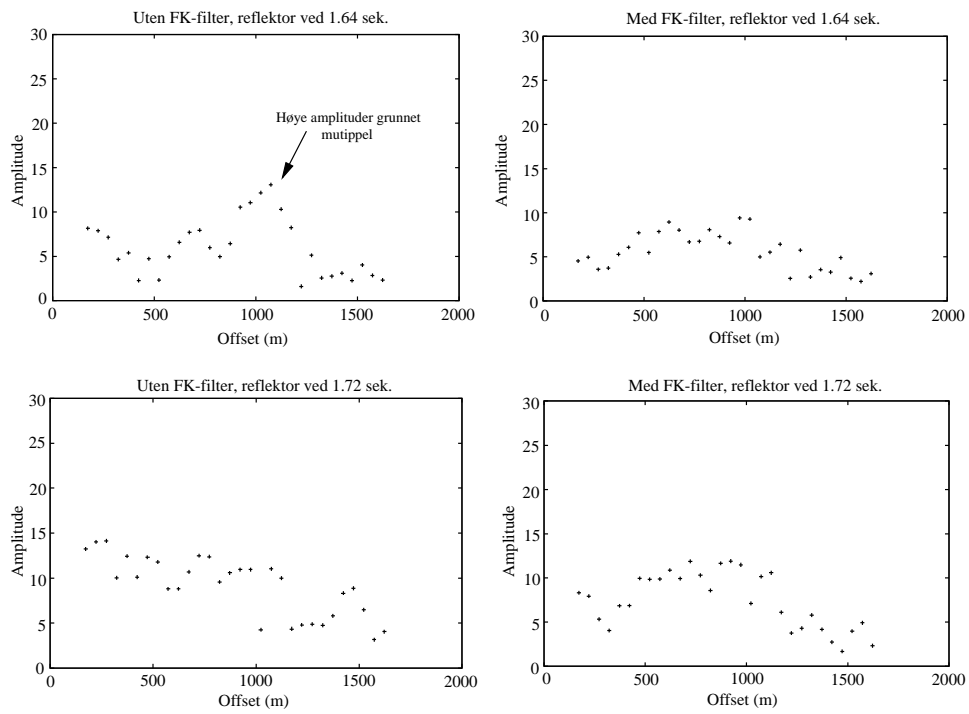 Uten FK-filter, reflektor ved 1.64 sek.
30
25
20
15
10
5
0
Amplitude
Høye amplituder grunnet
mutippel
0 500 1000 1500 2000
Offset (m)
Med FK-filter, reflektor ved 1.64 sek.
30
25
20
15
10
5
0
Amplitude
0 500 1000 1500 2000
Offset (m)
Uten FK-filter, reflektor ved 1.72 sek.
30
25
20
15
10
5
0
Amplitude
0 500 1000 1500 2000
Offset (m)
Med FK-filter, reflektor ved 1.72 sek.
30
25
20
15
10
5
0
Amplitude
0 500 1000 1500 2000
Offset (m)